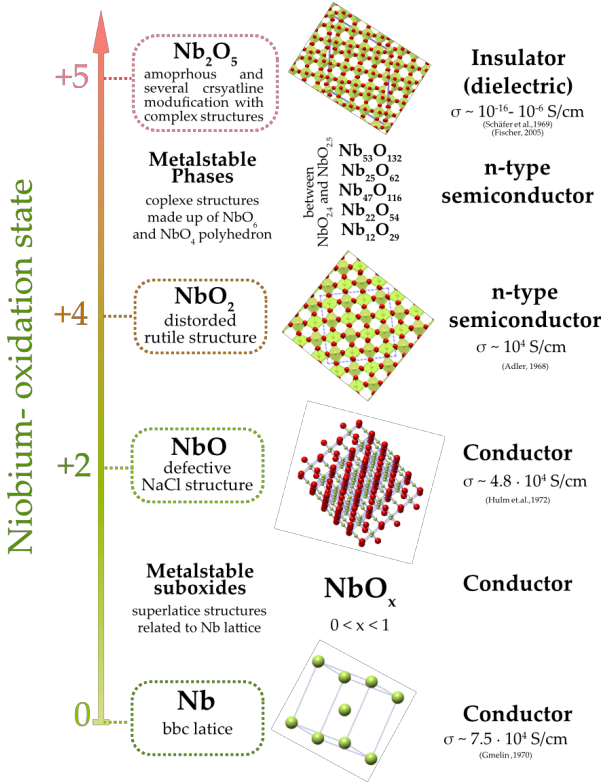 Niobium- oxidation state
+5
Nb2O5
amoprhous and
several crsyatline
modufication with
complex structures
Insulator
(dielectric)
σ ~ 10-16- 10-6 S/cm
(Schäfer et al.,1969)
(Fischer, 2005)
Metalstable
Phases
coplexe structures
made up of NbO6
and NbO4 polyhedron
between
NbO2.4 and NbO2.5
Nb53O132
Nb25O62
Nb47O116
Nb22O54
Nb12O29
n-type
semiconductor
+4
NbO2
distorded
rutile structure
n-type
semiconductor
σ ~ 104 S/cm
(Adler, 1968)
+2
NbO
defective
NaCl structure
Conductor
σ ~ 4.8 · 104 S/cm
(Hulm et al.,1972)
Metalstable
suboxides
superlatice structures
related to Nb lattice
NbOx
0 < x < 1
Conductor
0
Nb
bbc latice
Conductor
σ ~ 7.5 · 104 S/cm
(Gmelin ,1970)